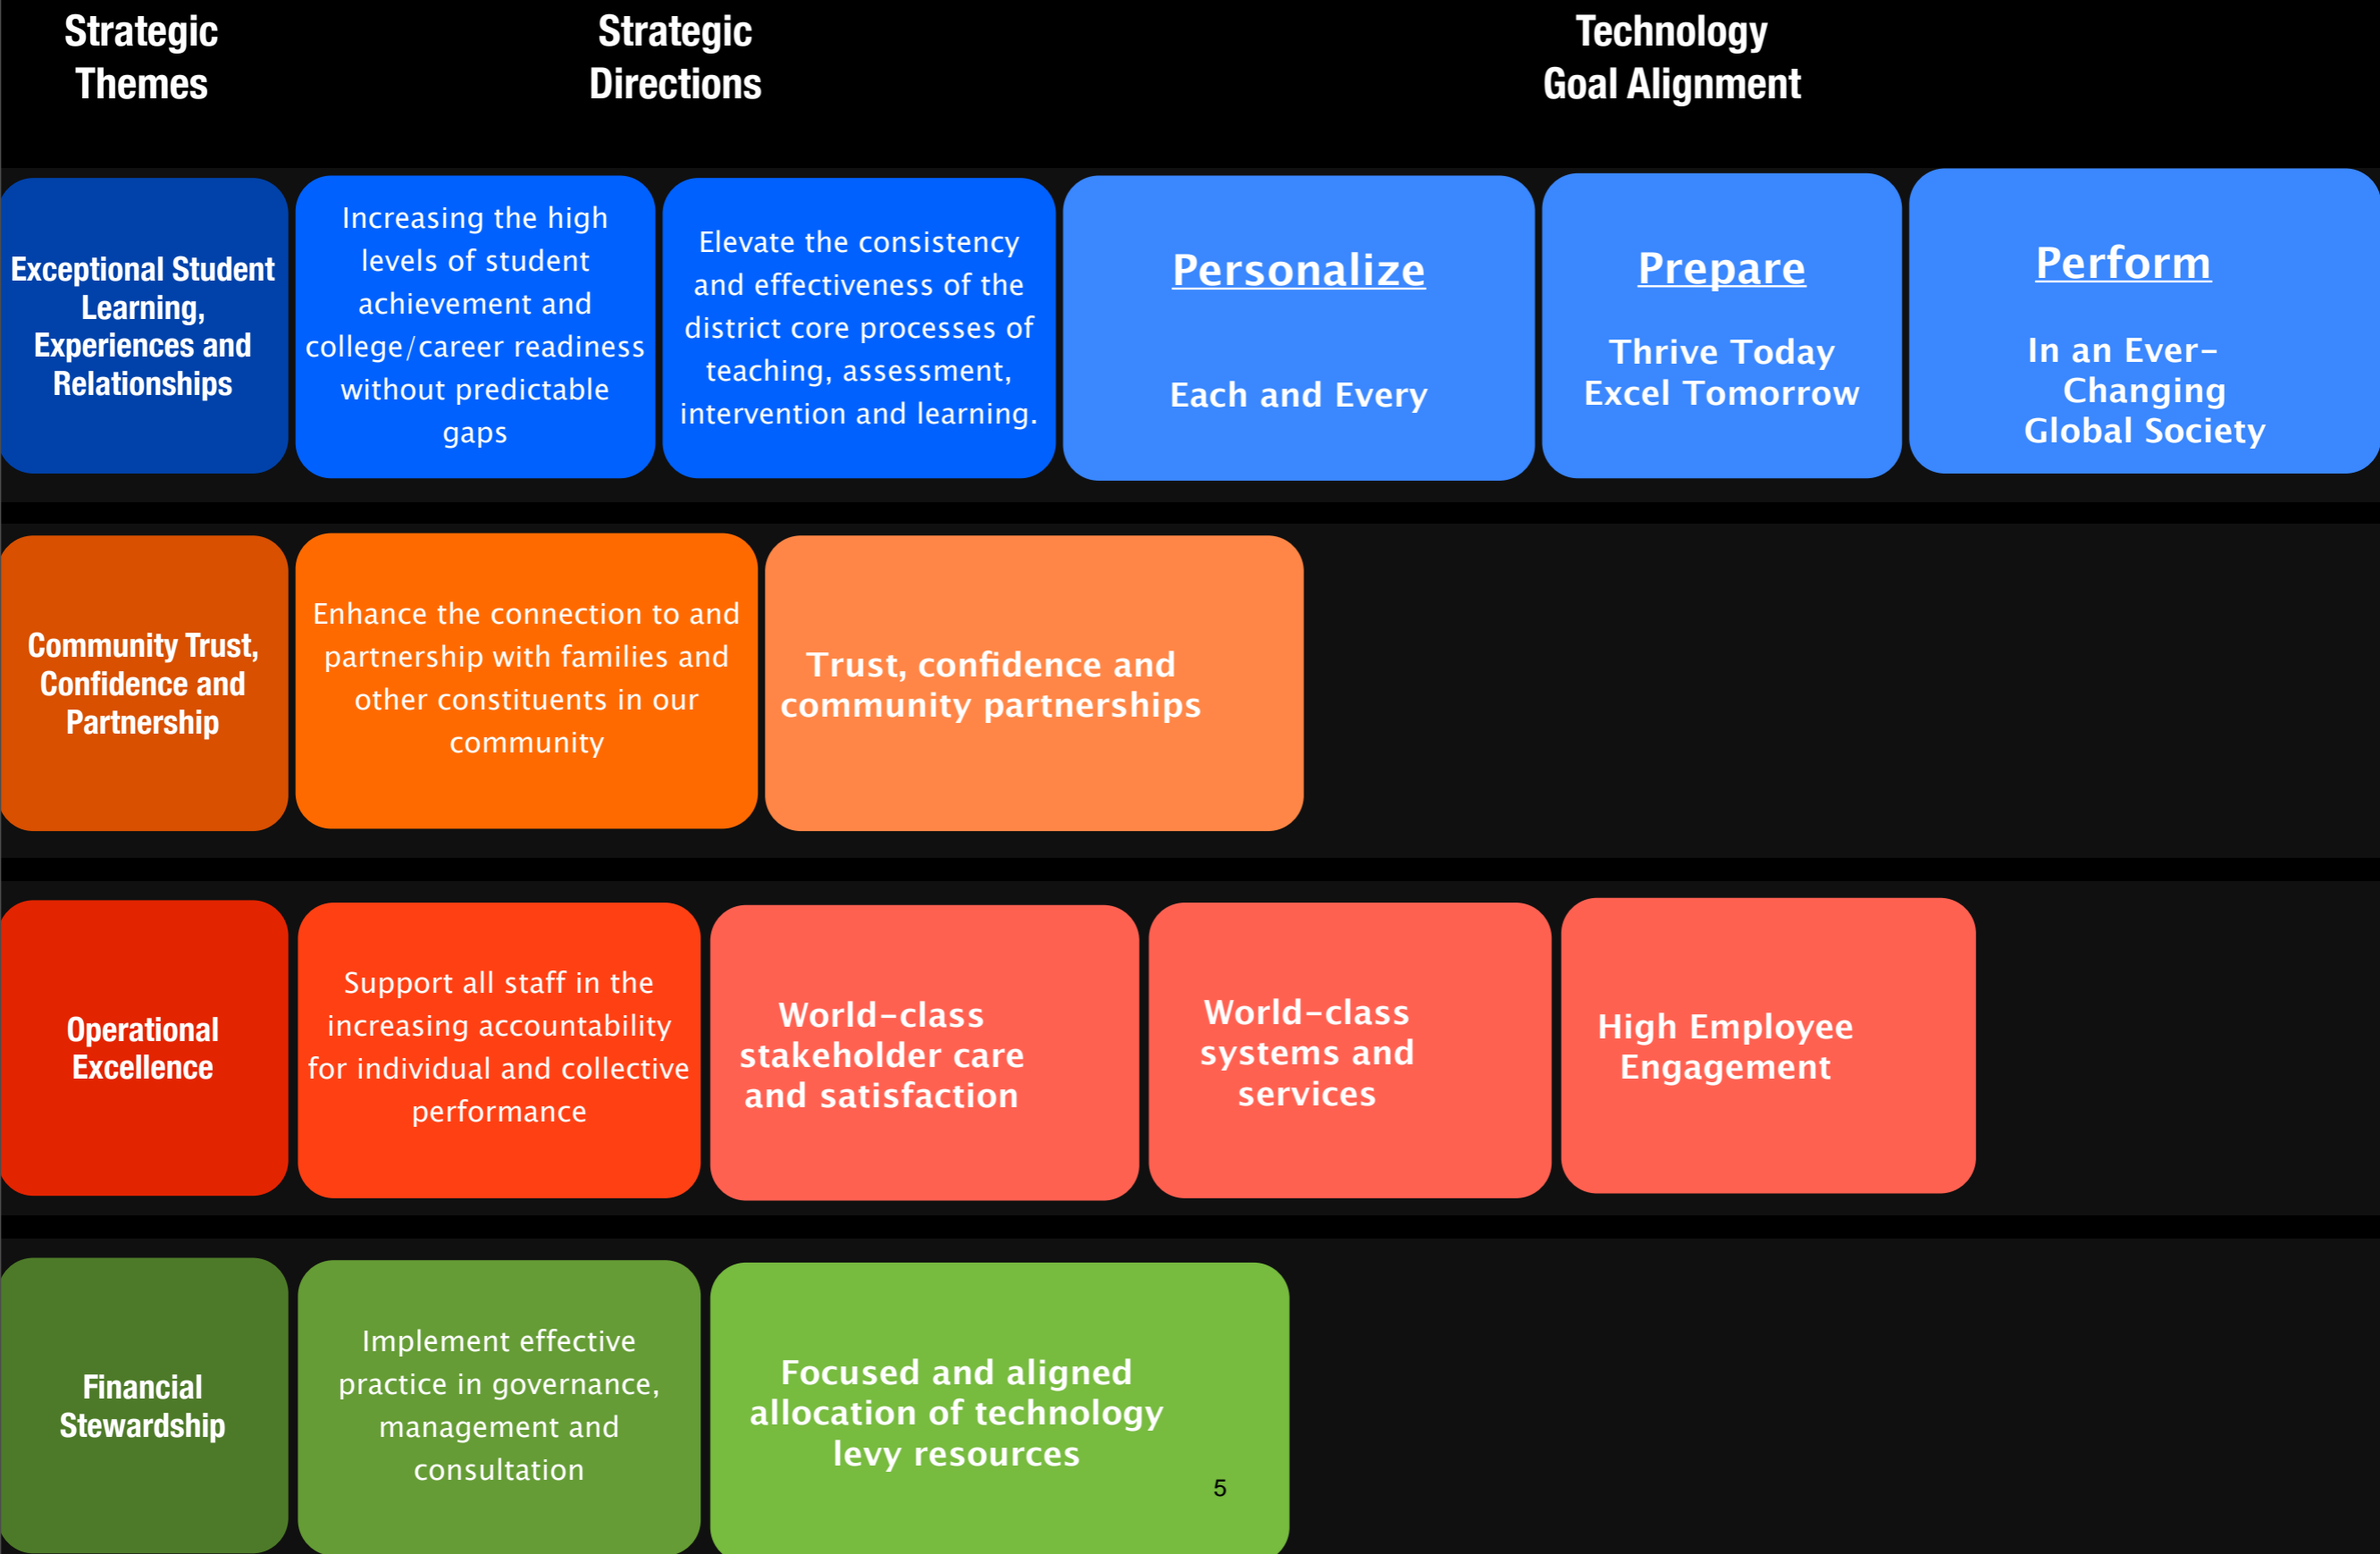 Strategic
Themes
Strategic
Directions
Technology
Goal Alignment
Exceptional Student
Learning,
Experiences and
Relationships
Increasing the high
levels of student
achievement and
college/career readiness
without predictable
gaps
Elevate the consistency
and effectiveness of the
district core processes of
teaching, assessment,
intervention and learning.
Personalize
Each and Every
Prepare
Thrive Today
Excel Tomorrow
Perform
In an Ever-
Changing
Global Society
Community Trust,
Confidence and
Partnership
Enhance the connection to and
partnership with families and
other constituents in our
community
Trust, confidence and
community partnerships
Operational
Excellence
Support all staff in the
increasing accountability
for individual and collective
performance
World-class
stakeholder care
and satisfaction
World-class
systems and
services
High Employee
Engagement
Financial
Stewardship
Implement effective
practice in governance,
management and
consultation
Focused and aligned
allocation of technology
levy resources
5